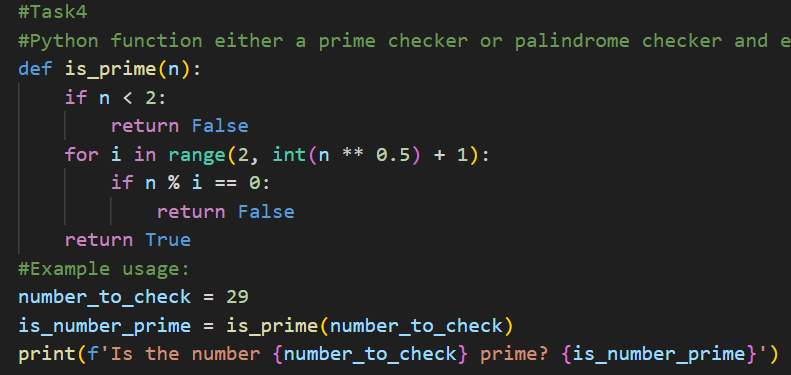 #Task4
#Python function either a prime checker or palindrome checker and e
def is_prime(n):
    if n < 2:
        return False
    for i in range(2, int(n ** 0.5) + 1):
        if n % i == 0:
            return False
    return True
#Example usage:
number_to_check = 29
is_number_prime = is_prime(number_to_check)
print(f'Is the number {number_to_check} prime? {is_number_prime}')